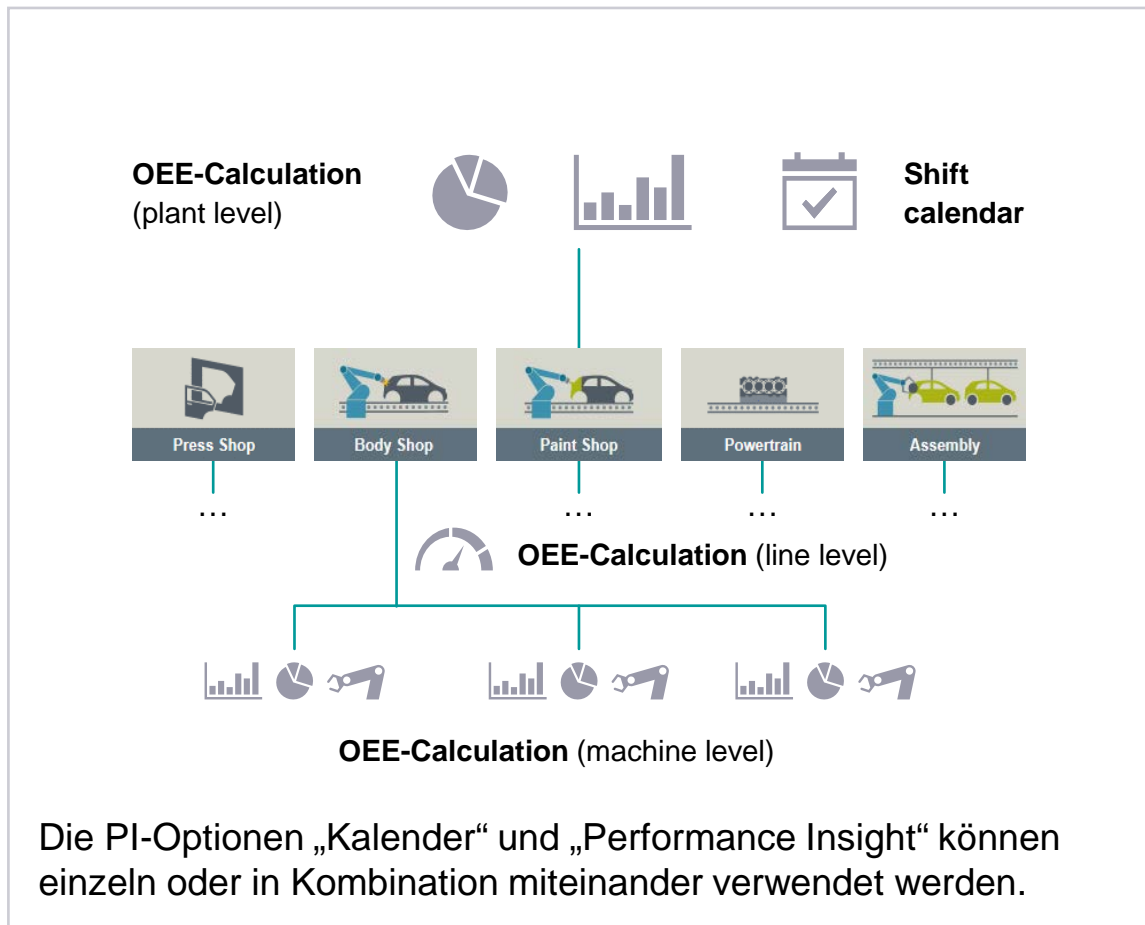 OEE-Calculation
(plant level)
Shift
calendar
Press Shop
Body Shop
Paint Shop
Powertrain
Assembly
…
…
…
…
OEE-Calculation (line level)
OEE-Calculation (machine level)
Die PI-Optionen „Kalender“ und „Performance Insight“ können
einzeln oder in Kombination miteinander verwendet werden.